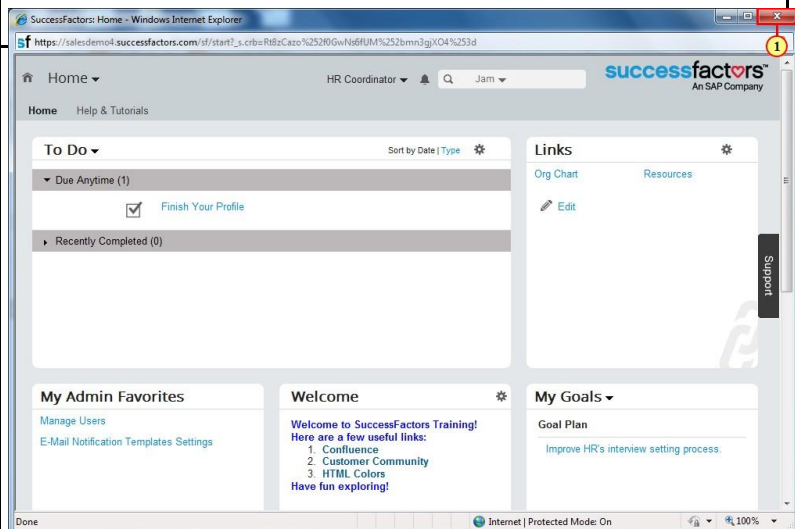 SuccessFactors: Home - Windows Internet Explorer
sf https://salesdemo4.successfactors.com/sf/start?_s.crb=Rt8zCazo%252f0GwNs6fUM%252bmn3gjXO4%253d
1
Home
HR Coordinator
Jam
successfactors™
An SAP Company
Home Help & Tutorials
To Do
Sort by Date | Type
Due Anytime (1)
Finish Your Profile
Recently Completed (0)
Links
Org Chart Resources
Edit
Support
My Admin Favorites
Manage Users
E-Mail Notification Templates Settings
Welcome
Welcome to SuccessFactors Training!
Here are a few useful links:
1. Confluence
2. Customer Community
3. HTML Colors
Have fun exploring!
My Goals
Goal Plan
Improve HR's interview setting process.
Done
Internet | Protected Mode: On
100%